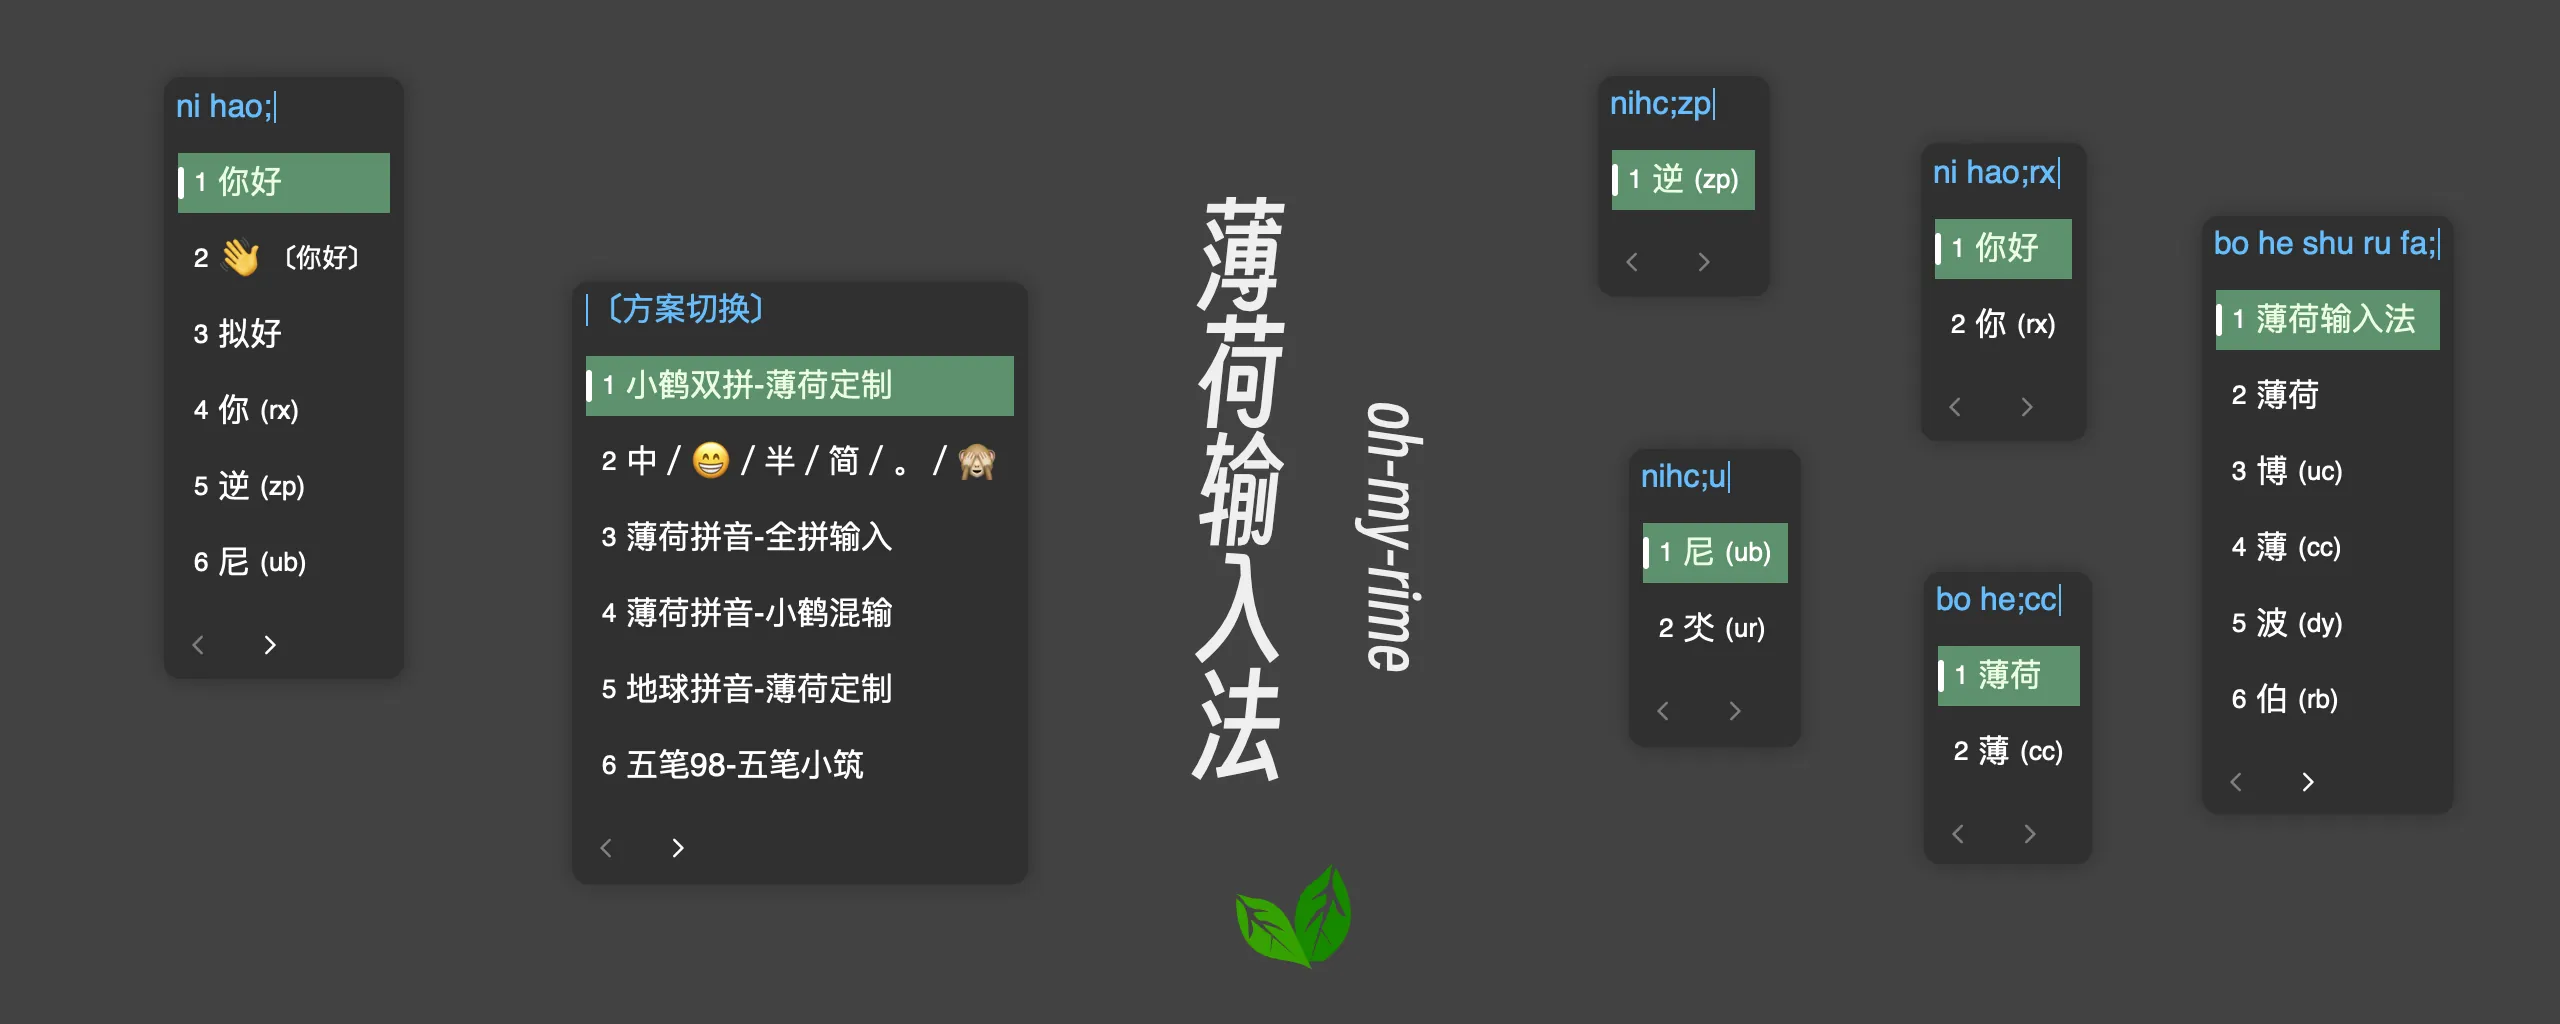 ni hao;
1 你好
2 👋 〔你好〕
3 拟好
4 你 (rx)
5 逆 (zp)
6 尼 (ub)
〔方案切换〕
1 小鹤双拼-薄荷定制
2 中 / 😁 / 半 / 简 / 。 / 🙈
3 薄荷拼音-全拼输入
4 薄荷拼音-小鹤混输
5 地球拼音-薄荷定制
6 五笔98-五笔小筑
薄荷输入法
oh-my-rime
nihc;zp
1 逆 (zp)
nihc;u
1 尼 (ub)
2 氼 (ur)
ni hao;rx
1 你好
2 你 (rx)
bo he;cc
1 薄荷
2 薄 (cc)
bo he shu ru fa;
1 薄荷输入法
2 薄荷
3 博 (uc)
4 薄 (cc)
5 波 (dy)
6 伯 (rb)